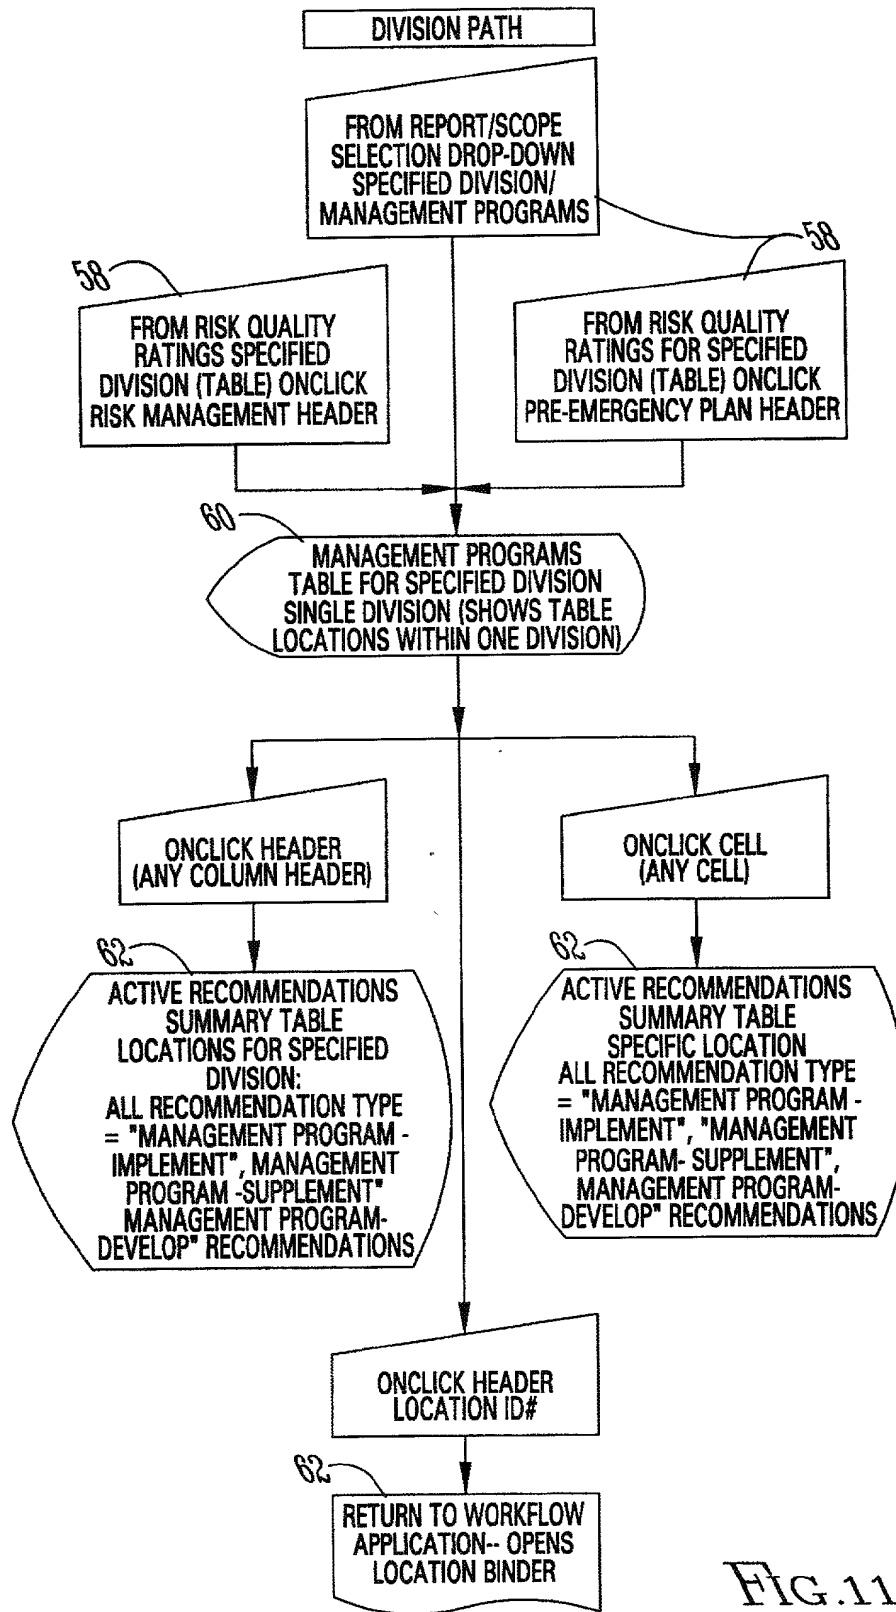 DIVISION PATH
FROM REPORT/SCOPE
SELECTION DROP-DOWN
SPECIFIED DIVISION/
MANAGEMENT PROGRAMS
58
58
FROM RISK QUALITY
RATINGS SPECIFIED
DIVISION (TABLE) ONCLICK
RISK MANAGEMENT HEADER
FROM RISK QUALITY
RATINGS FOR SPECIFIED
DIVISION (TABLE) ONCLICK
PRE-EMERGENCY PLAN HEADER
60
MANAGEMENT PROGRAMS
TABLE FOR SPECIFIED DIVISION
SINGLE DIVISION (SHOWS TABLE
LOCATIONS WITHIN ONE DIVISION)
ONCLICK HEADER
(ANY COLUMN HEADER)
ONCLICK CELL
(ANY CELL)
62
ACTIVE RECOMMENDATIONS
SUMMARY TABLE
LOCATIONS FOR SPECIFIED
DIVISION:
ALL RECOMMENDATION TYPE
= "MANAGEMENT PROGRAM -
IMPLEMENT", MANAGEMENT
PROGRAM -SUPPLEMENT"
MANAGEMENT PROGRAM-
DEVELOP" RECOMMENDATIONS
62
ACTIVE RECOMMENDATIONS
SUMMARY TABLE
SPECIFIC LOCATION
ALL RECOMMENDATION TYPE
= "MANAGEMENT PROGRAM -
IMPLEMENT", "MANAGEMENT
PROGRAM- SUPPLEMENT",
MANAGEMENT PROGRAM-
DEVELOP" RECOMMENDATIONS
ONCLICK HEADER
LOCATION ID#
62
RETURN TO WORKFLOW
APPLICATION-- OPENS
LOCATION BINDER
FIG.11